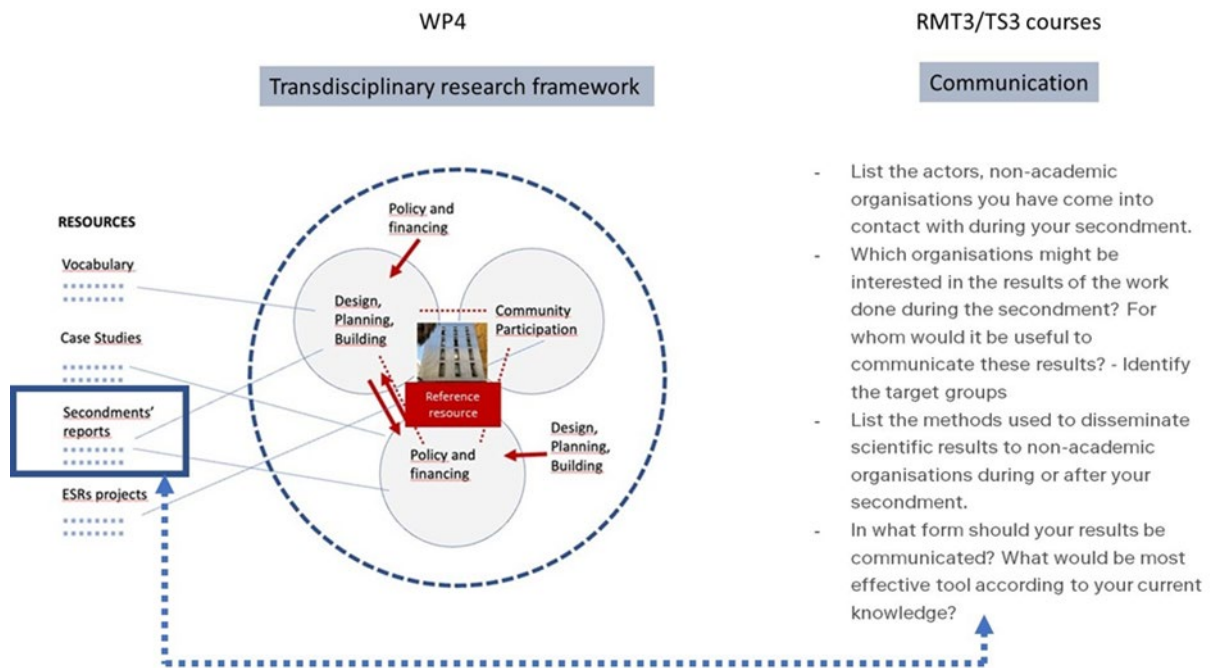 WP4
RMT3/TS3 courses
Transdisciplinary research framework
Communication
RESOURCES
Vocabulary
Case Studies
Secondments'
reports
ESRs projects
Policy and
financing
Design,
Planning,
Building
Community
Participation
Reference
resource
Policy and
financing
Design,
Planning,
Building
- List the actors, non-academic
organisations you have come into
contact with during your secondment.
- Which organisations might be
interested in the results of the work
done during the secondment? For
whom would it be useful to
communicate these results? - Identify
the target groups
- List the methods used to disseminate
scientific results to non-academic
organisations during or after your
secondment.
- In what form should your results be
communicated? What would be most
effective tool according to your current
knowledge?